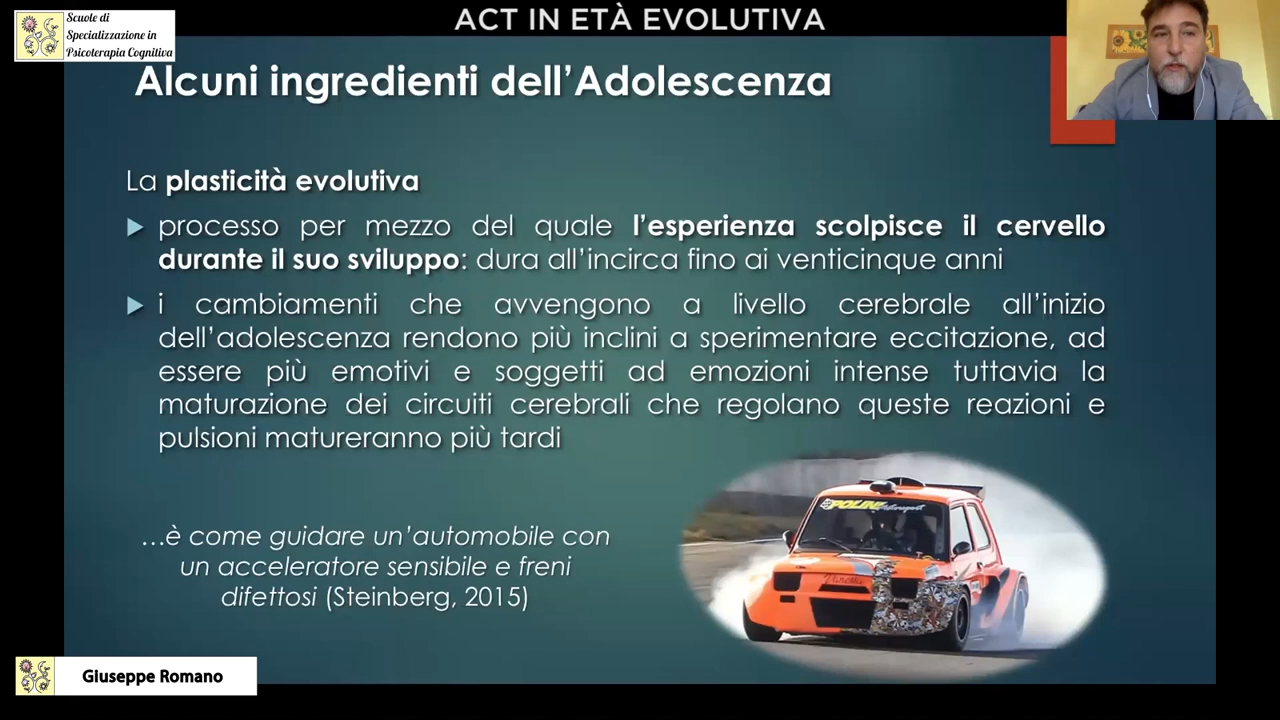 ACT IN ETÀ EVOLUTIVA
Scuole di
Specializzazione in
Psicoterapia Cognitiva
Alcuni ingredienti dell'Adolescenza
La plasticità evolutiva
processo per mezzo del quale l'esperienza scolpisce il cervello
durante il suo sviluppo: dura all'incirca fino ai venticinque anni
i cambiamenti che avvengono a livello cerebrale all'inizio
dell'adolescenza rendono più inclini a sperimentare eccitazione, ad
essere più emotivi e soggetti ad emozioni intense tuttavia la
maturazione dei circuiti cerebrali che regolano queste reazioni e
pulsioni matureranno più tardi
…è come guidare un'automobile con
un acceleratore sensibile e freni
difettosi (Steinberg, 2015)
POLINI Motorsport
Giuseppe Romano